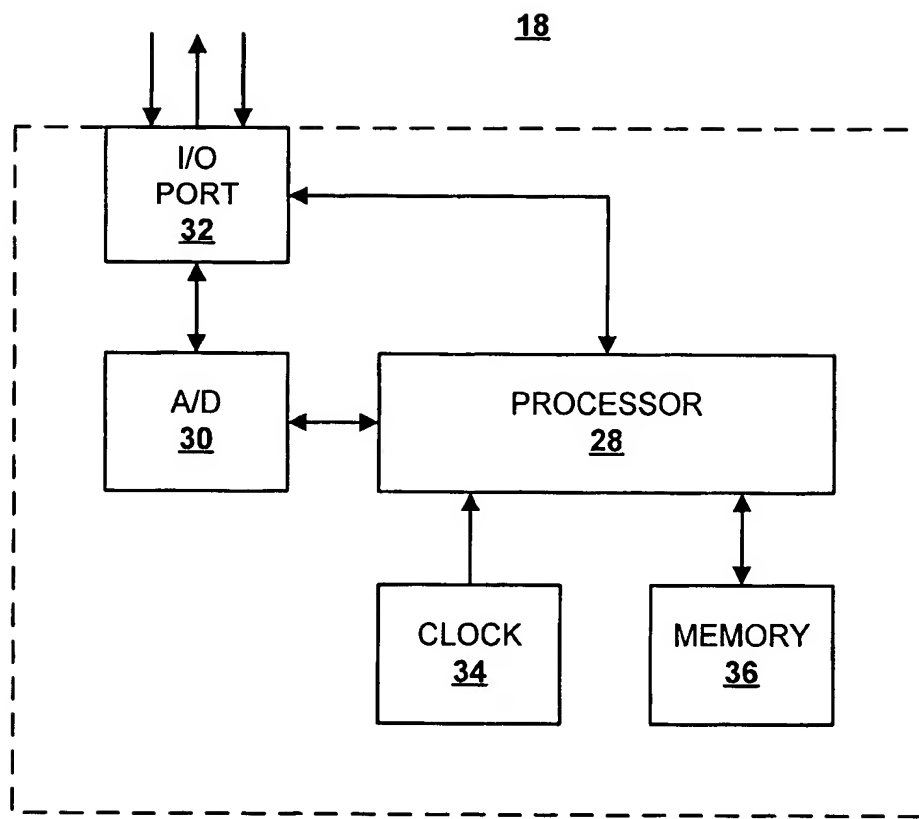 18
I/O
PORT
32
A/D
30
PROCESSOR
28
CLOCK
34
MEMORY
36